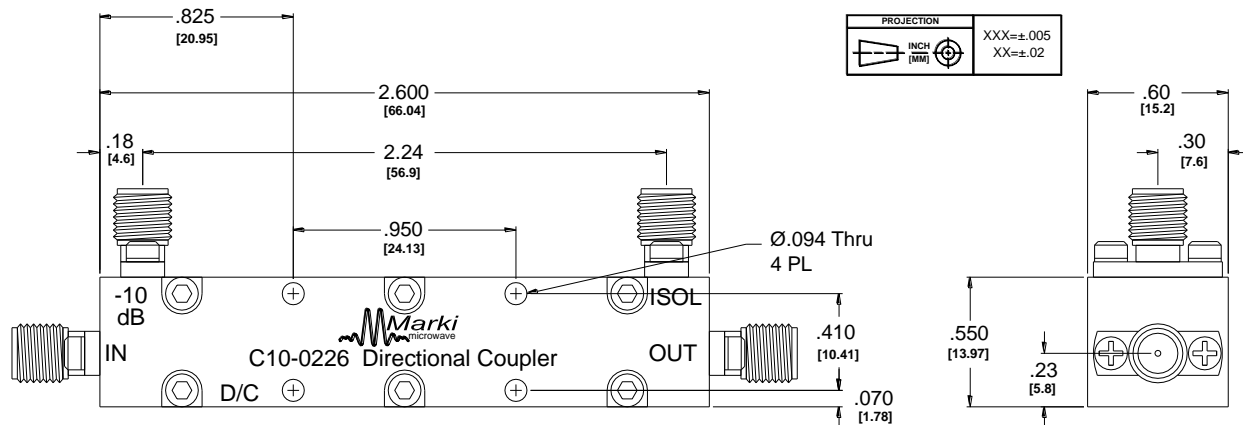 .825
[20.95]
PROJECTION
INCH
[MM]
XXX=±.005
XX=±.02
2.600
[66.04]
.60
[15.2]
.18
[4.6]
2.24
[56.9]
.30
[7.6]
.950
[24.13]
Ø.094 Thru
4 PL
-10
dB
ISOL
Marki
microwave
IN
C10-0226 Directional Coupler
OUT
D/C
.410
[10.41]
.070
[1.78]
.550
[13.97]
.23
[5.8]